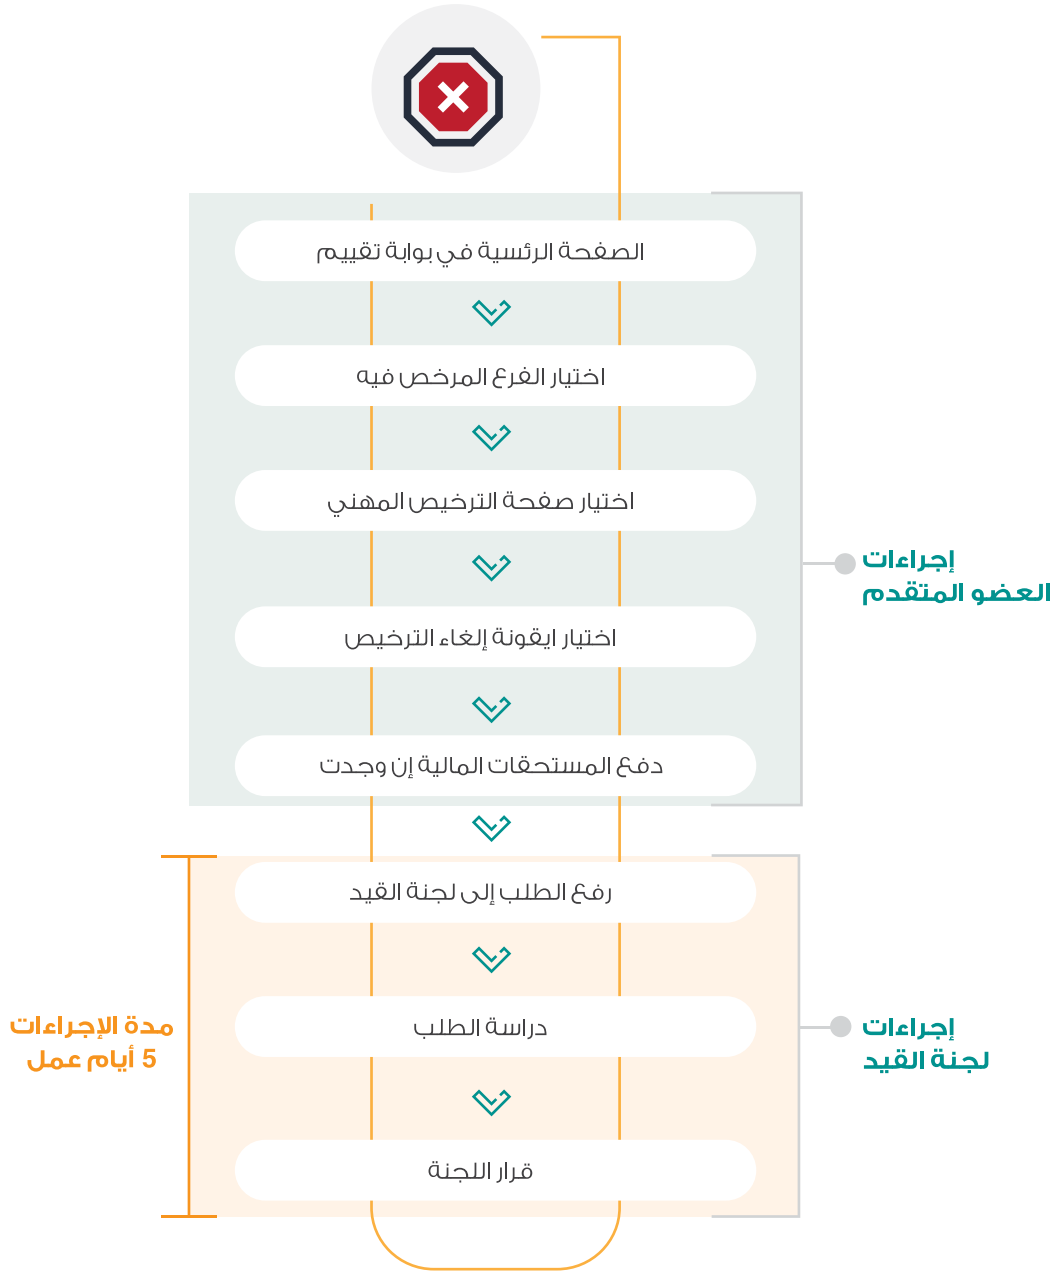 الصفحة الرئسية في بوابة تقييم
اختيار الفرع المرخص فيه
اختيار صفحة الترخيص المهني
اختيار ايقونة إلغاء الترخيص
دفع المستحقات المالية إن وجدت
إجراءات
العضو المتقدم
رفع الطلب إلى لجنة القيد
دراسة الطلب
قرار اللجنة
إجراءات
لجنة القيد
مدة الإجراءات
5 أيام عمل